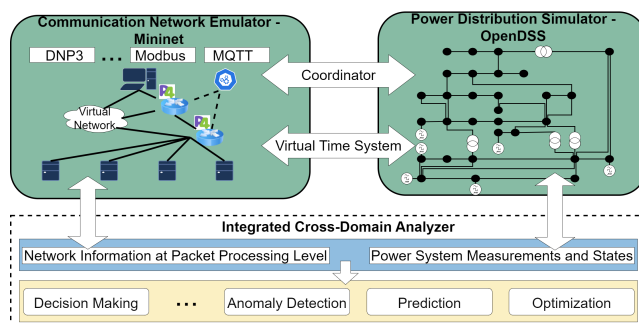 Communication Network Emulator -
Mininet
DNP3 ... Modbus MQTT
P4
Virtual
Network
P4
Coordinator
Virtual Time System
Power Distribution Simulator -
OpenDSS
Integrated Cross-Domain Analyzer
Network Information at Packet Processing Level
Power System Measurements and States
Decision Making ... Anomaly Detection Prediction Optimization